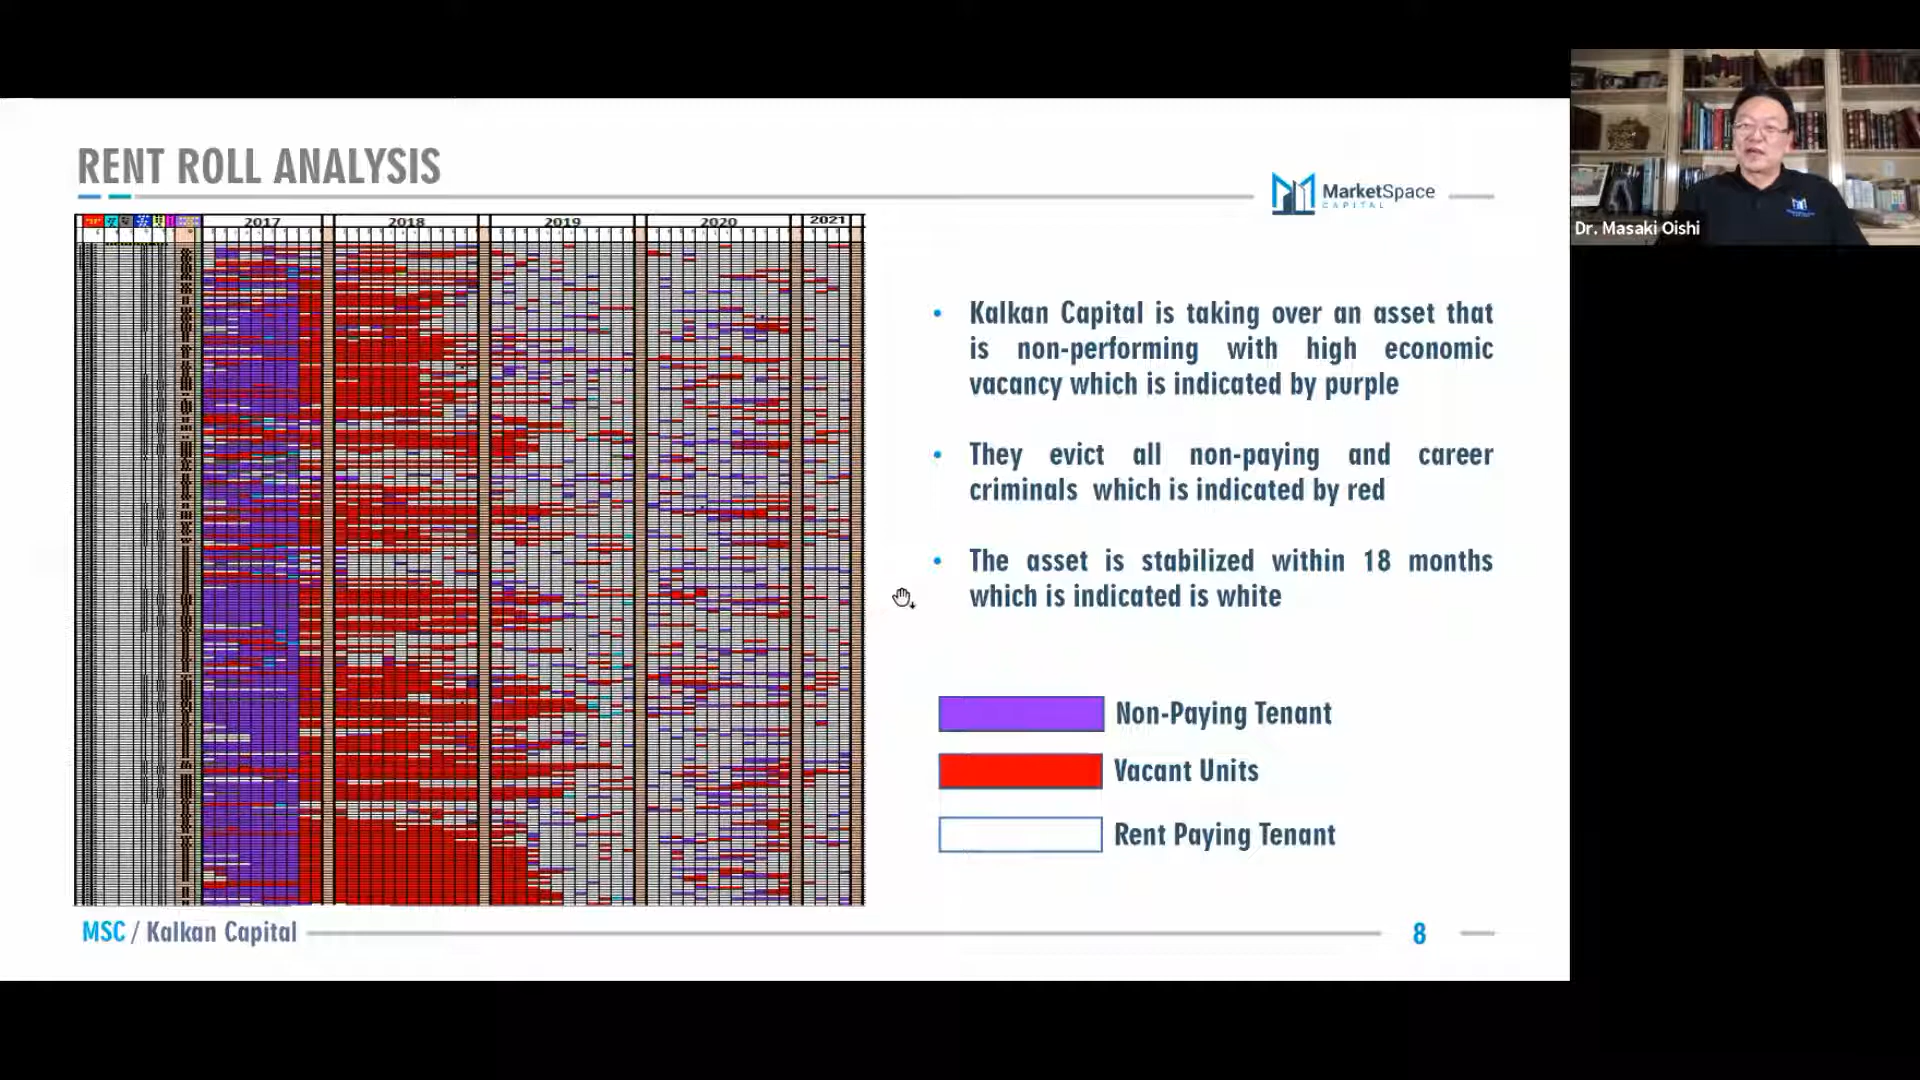 RENT ROLL ANALYSIS
MarketSpace
CAPITAL
Dr. Masaki Oishi
2017 2018 2019 2020 2021
• Kalkan Capital is taking over an asset that
is non-performing with high economic
vacancy which is indicated by purple
• They evict all non-paying and career
criminals which is indicated by red
• The asset is stabilized within 18 months
which is indicated is white
Non-Paying Tenant
Vacant Units
Rent Paying Tenant
MSC / Kalkan Capital
8